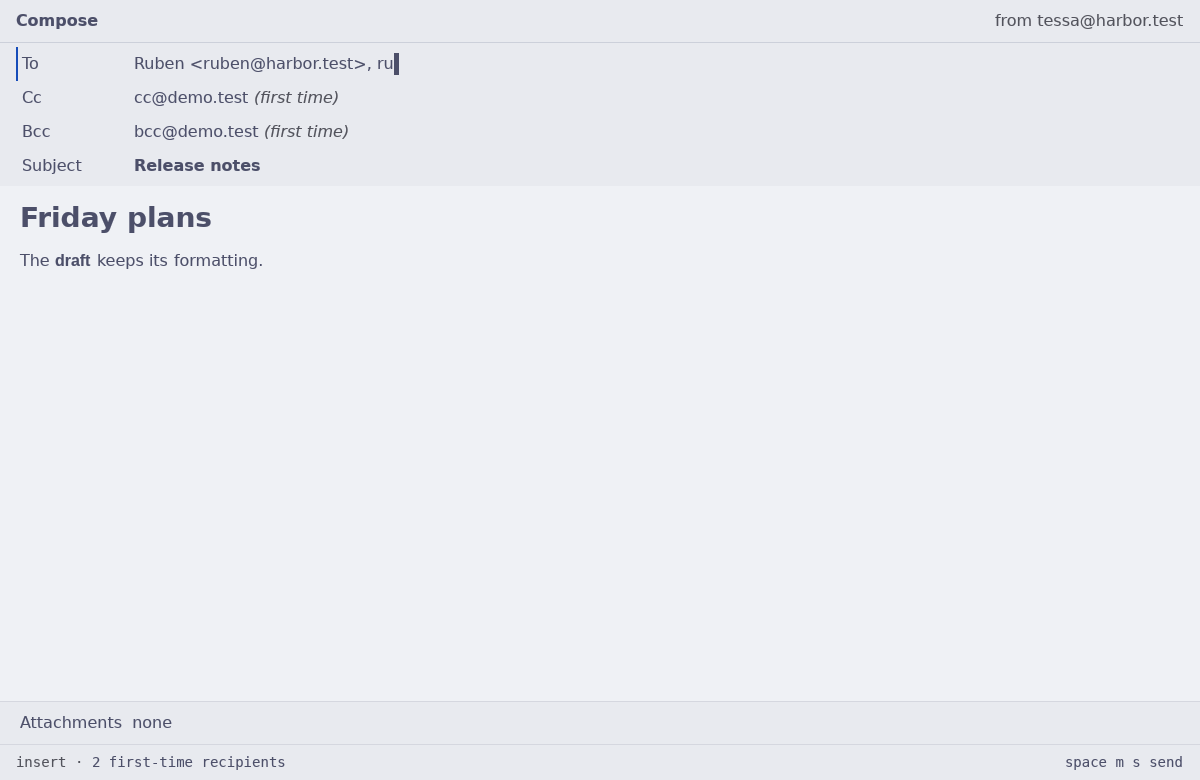 Compose
from tessa@harbor.test
To Ruben <ruben@harbor.test>, ru
Cc cc@demo.test (first time)
Bcc bcc@demo.test (first time)
Subject Release notes
Friday plans
The draft keeps its formatting.
Attachments none
insert · 2 first-time recipients
space m s send